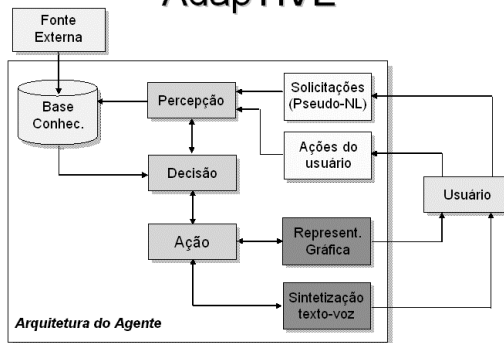 AdapTIVE
Fonte
Externa
Base
Conhec.
Percepção
Solicitações
(Pseudo-NL)
Ações do
usuário
Decisão
Usuário
Ação
Represent.
Gráfica
Sintetização
texto-voz
Arquitetura do Agente